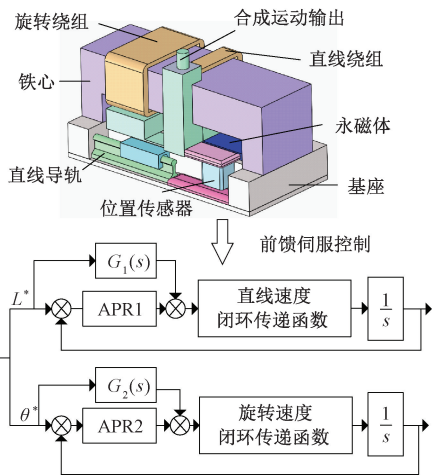 旋转绕组
合成运动输出
直线绕组
铁心
永磁体
直线导轨
位置传感器
基座
前馈伺服控制
G₁(s)
L*
APR1
直线速度
闭环传递函数
1
s
G₂(s)
θ*
APR2
旋转速度
闭环传递函数
1
s